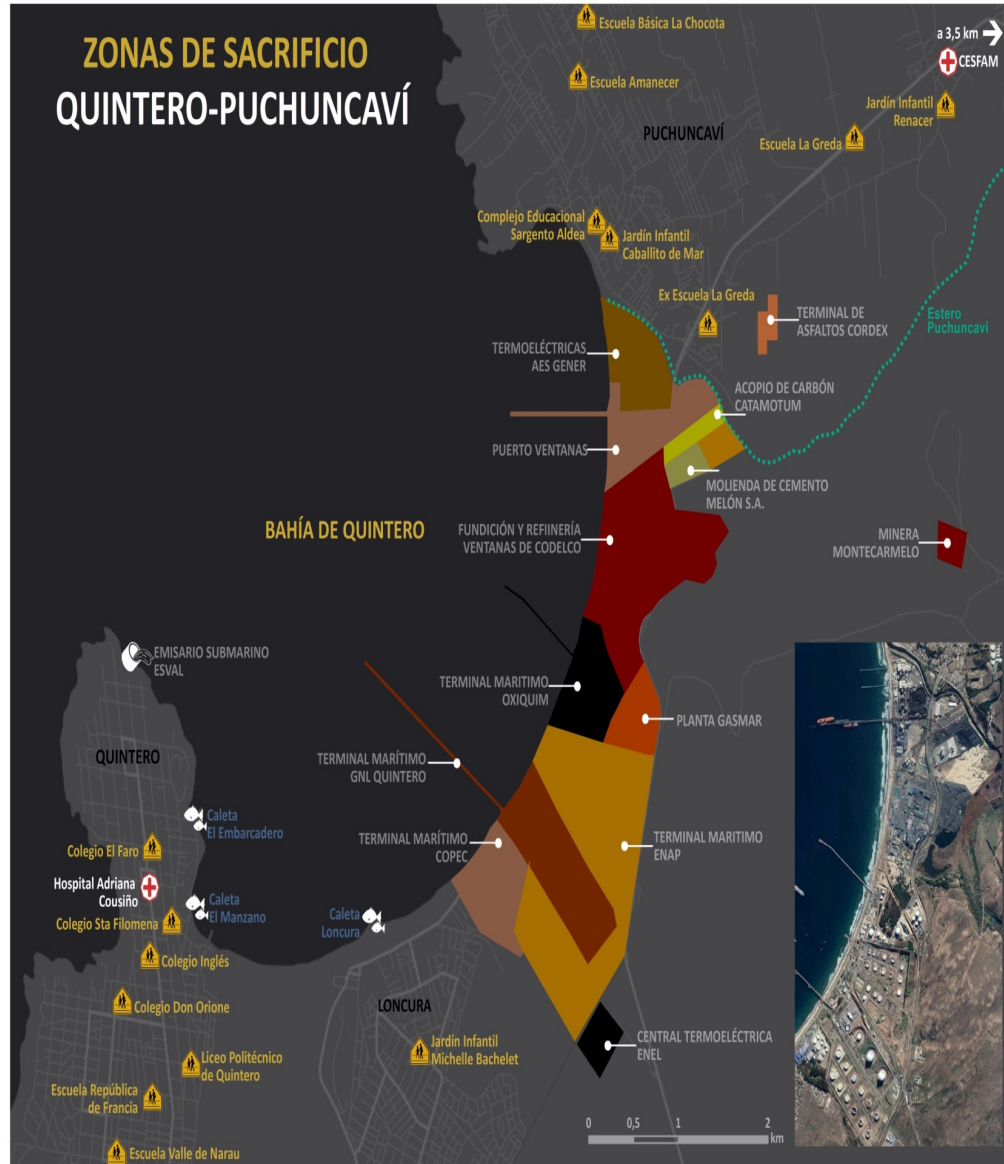 ZONAS DE SACRIFICIO
QUINTERO-PUCHUNCAVÍ
Escuela Básica La Chocota
a 3,5 km
CESFAM
Escuela Amanecer
Jardín Infantil
Renacer
PUCHUNCAVÍ
Escuela La Greda
Complejo Educacional
Sargento Aldea
Jardín Infantil
Caballito de Mar
Ex Escuela La Greda
TERMINAL DE
ASFALTOS CORDEX
Estero
Puchuncaví
TERMOELÉCTRICAS
AES GENER
ACOPIO DE CARBÓN
CATAMOTUM
PUERTO VENTANAS
MOLIENDA DE CEMENTO
MELÓN S.A.
BAHÍA DE QUINTERO
FUNDICIÓN Y REFIINERÍA
VENTANAS DE CODELCO
MINERA
MONTECARMELO
EMISARIO SUBMARINO
ESVAL
TERMINAL MARITIMO
OXIQUIM
PLANTA GASMAR
QUINTERO
TERMINAL MARÍTIMO
GNL QUINTERO
Caleta
El Embarcadero
TERMINAL MARÍTIMO
COPEC
TERMINAL MARITIMO
ENAP
Colegio El Faro
Hospital Adriana
Cousiño
Caleta
El Manzano
Colegio Sta Filomena
Caleta
Loncura
Colegio Inglés
Colegio Don Orione
LONCURA
Jardín Infantil
Michelle Bachelet
CENTRAL TERMOELÉCTRICA
ENEL
Liceo Politécnico
de Quintero
Escuela República
de Francia
0 0,5 1 2
km
Escuela Valle de Narau